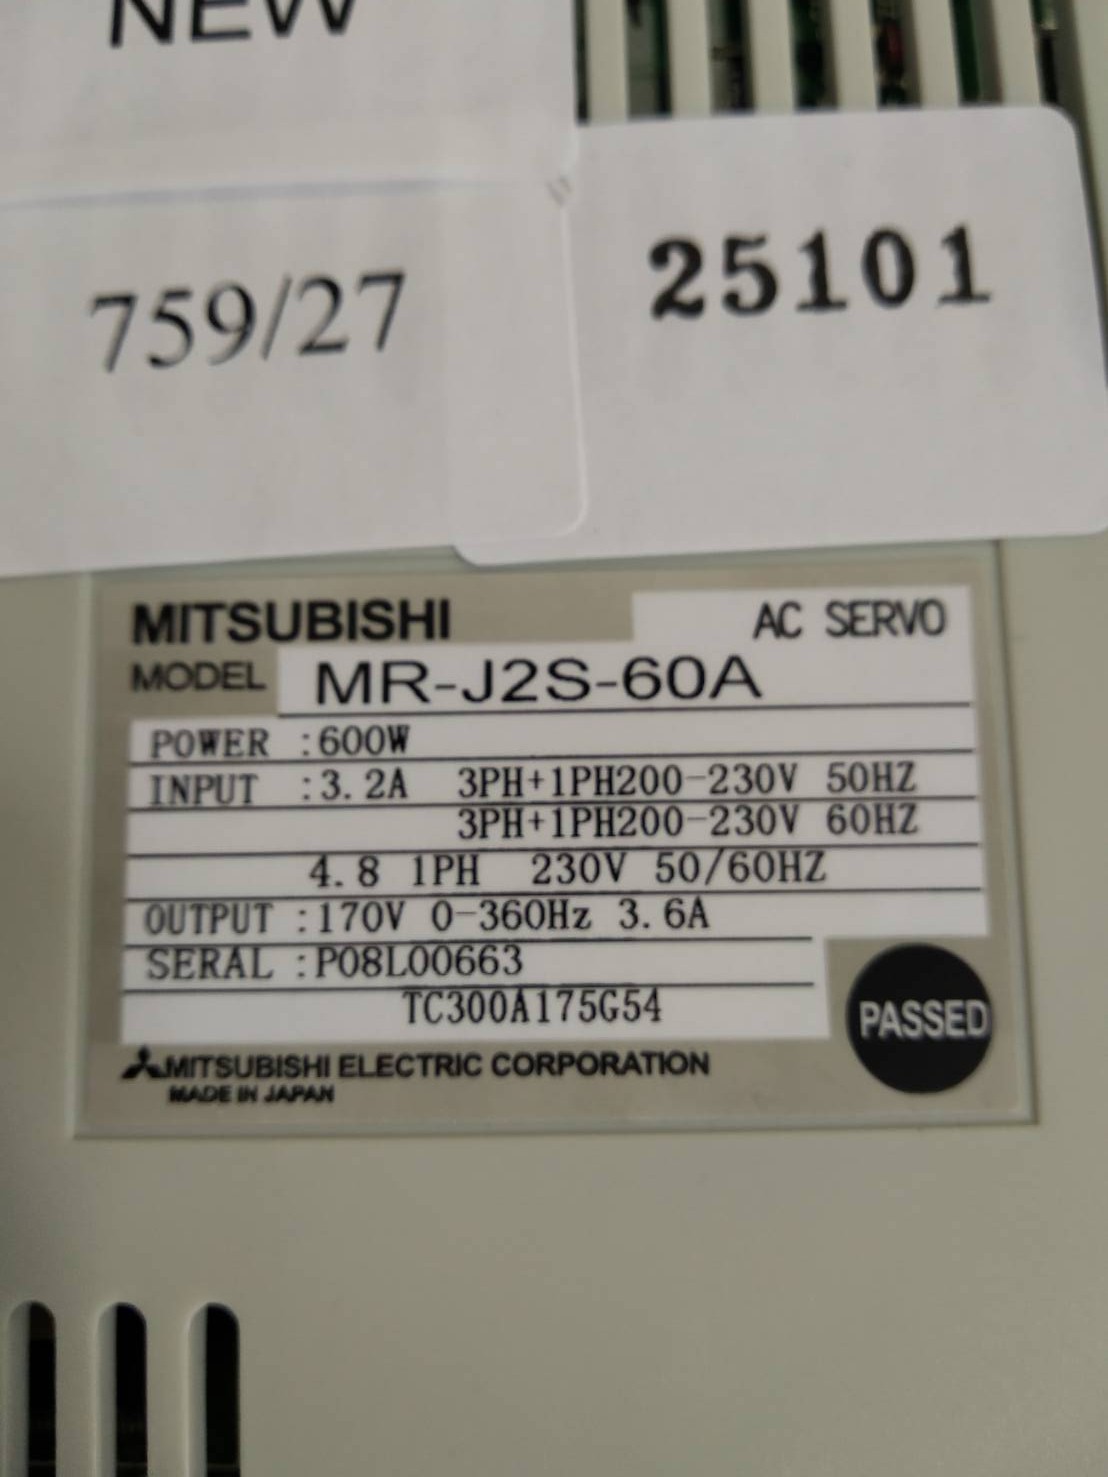 NEW
759/27
25101
MITSUBISHI
AC SERVO
MODEL MR-J2S-60A
POWER :600W
INPUT :3.2A 3PH+1PH200-230V 50HZ
3PH+1PH200-230V 60HZ
4.8 1PH 230V 50/60HZ
OUTPUT :170V 0-360Hz 3.6A
SERAL :P08L00663
TC300A175G54
PASSED
MITSUBISHI ELECTRIC CORPORATION
MADE IN JAPAN